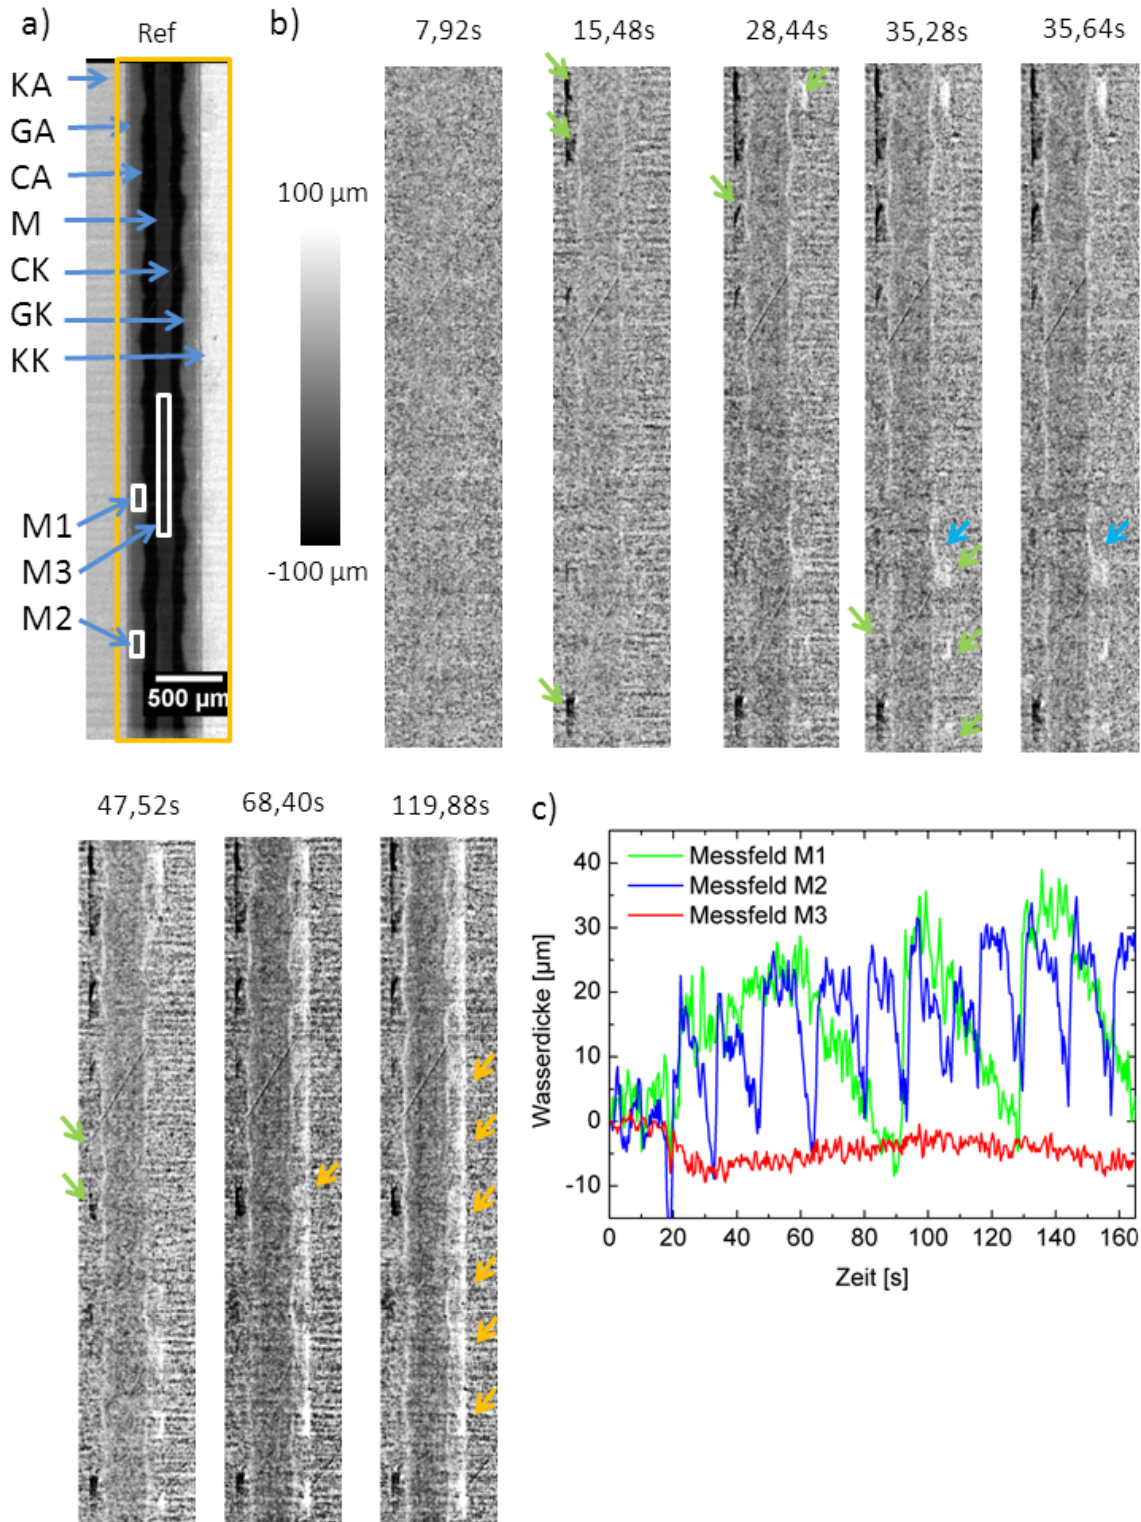 a)
Ref
KA
GA
CA
M
CK
GK
KK
M1
M3
M2
500 µm
b)
7,92s
15,48s
28,44s
35,28s
35,64s
100 µm
-100 µm
47,52s
68,40s
119,88s
c)
Messfeld M1
Messfeld M2
Messfeld M3
Wasserdicke [µm]
40
30
20
10
0
-10
0 20 40 60 80 100 120 140 160
Zeit [s]